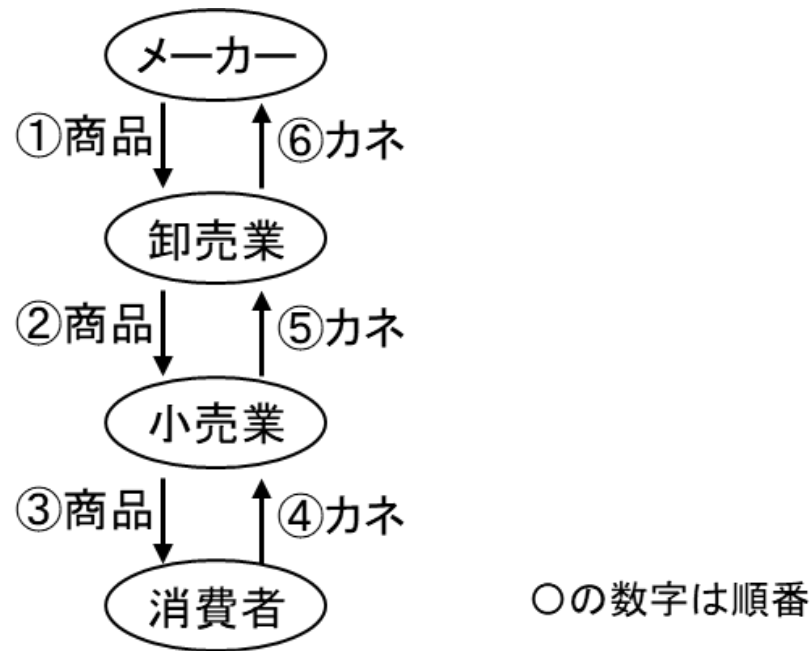 メーカー
①商品
⑥カネ
卸売業
②商品
⑤カネ
小売業
③商品
④カネ
消費者
〇の数字は順番